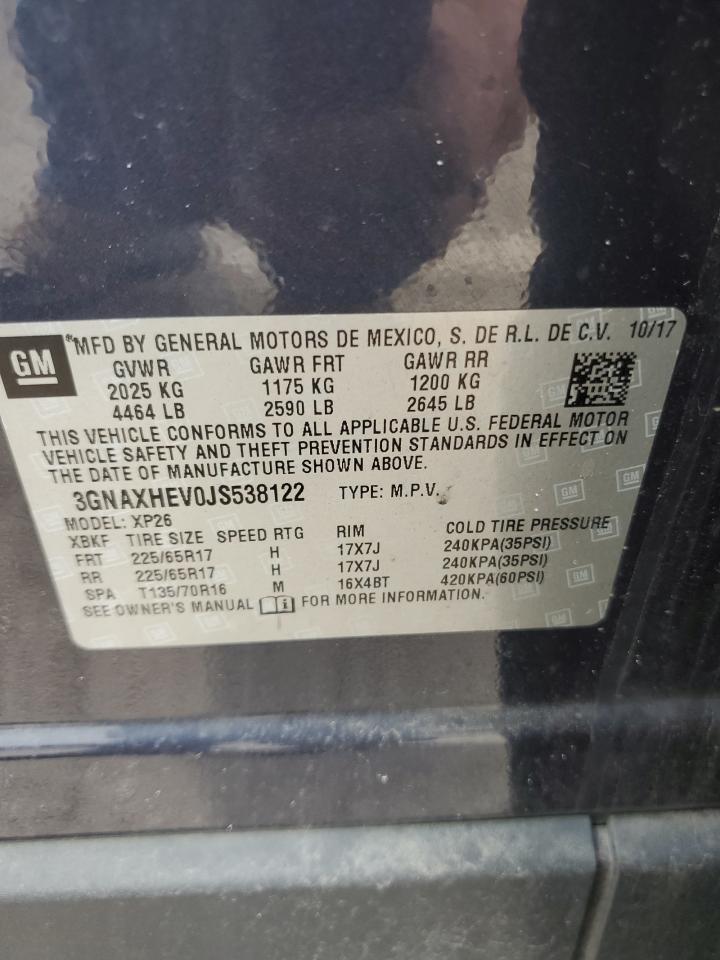 GM
MFD BY GENERAL MOTORS DE MEXICO, S. DE R.L. DE C.V. 10/17
GVWR GAWR FRT GAWR RR
2025 KG 1175 KG 1200 KG
4464 LB 2590 LB 2645 LB
THIS VEHICLE CONFORMS TO ALL APPLICABLE U.S. FEDERAL MOTOR
VEHICLE SAFETY AND THEFT PREVENTION STANDARDS IN EFFECT ON
THE DATE OF MANUFACTURE SHOWN ABOVE.
3GNAXHEV0JS538122 TYPE: M.P.V.
MODEL: XP26
XBKF TIRE SIZE SPEED RTG RIM COLD TIRE PRESSURE
FRT 225/65R17 H 17X7J 240KPA(35PSI)
RR 225/65R17 H 17X7J 240KPA(35PSI)
SPA T135/70R16 M 16X4BT 420KPA(60PSI)
SEE OWNER'S MANUAL FOR MORE INFORMATION.